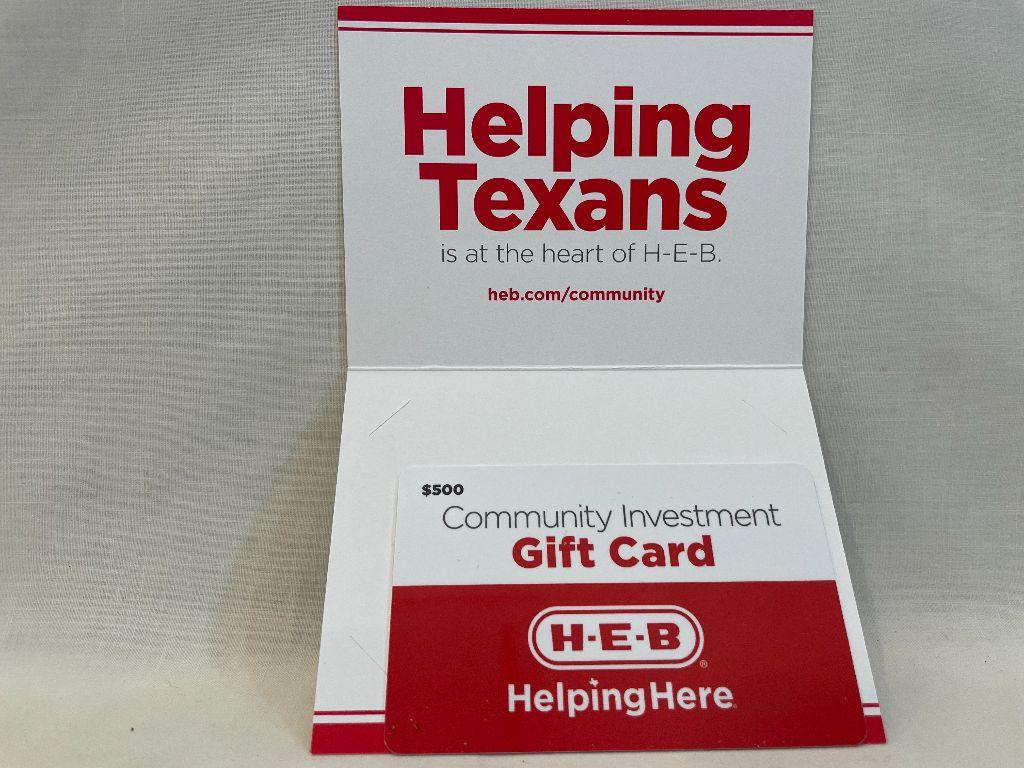 Helping
Texans
is at the heart of H-E-B.
heb.com/community
$500
Community Investment
Gift Card
H-E-B
®
HelpingHere